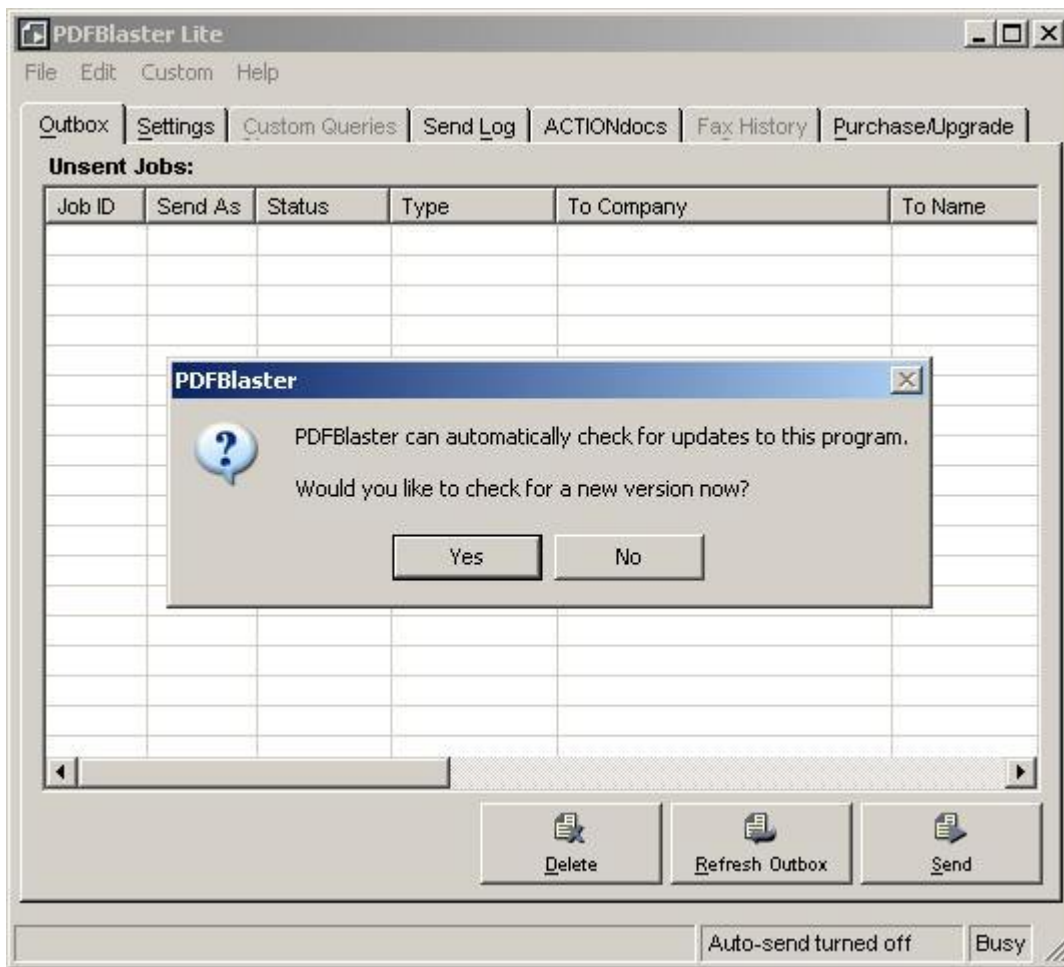 PDFBlaster Lite
File Edit Custom Help
Outbox Settings Custom Queries Send Log ACTIONdocs Fax History Purchase/Upgrade
Unsent Jobs:
Job ID Send As Status Type To Company To Name
PDFBlaster
PDFBlaster can automatically check for updates to this program.
Would you like to check for a new version now?
Yes No
Delete Refresh Outbox Send
Auto-send turned off Busy